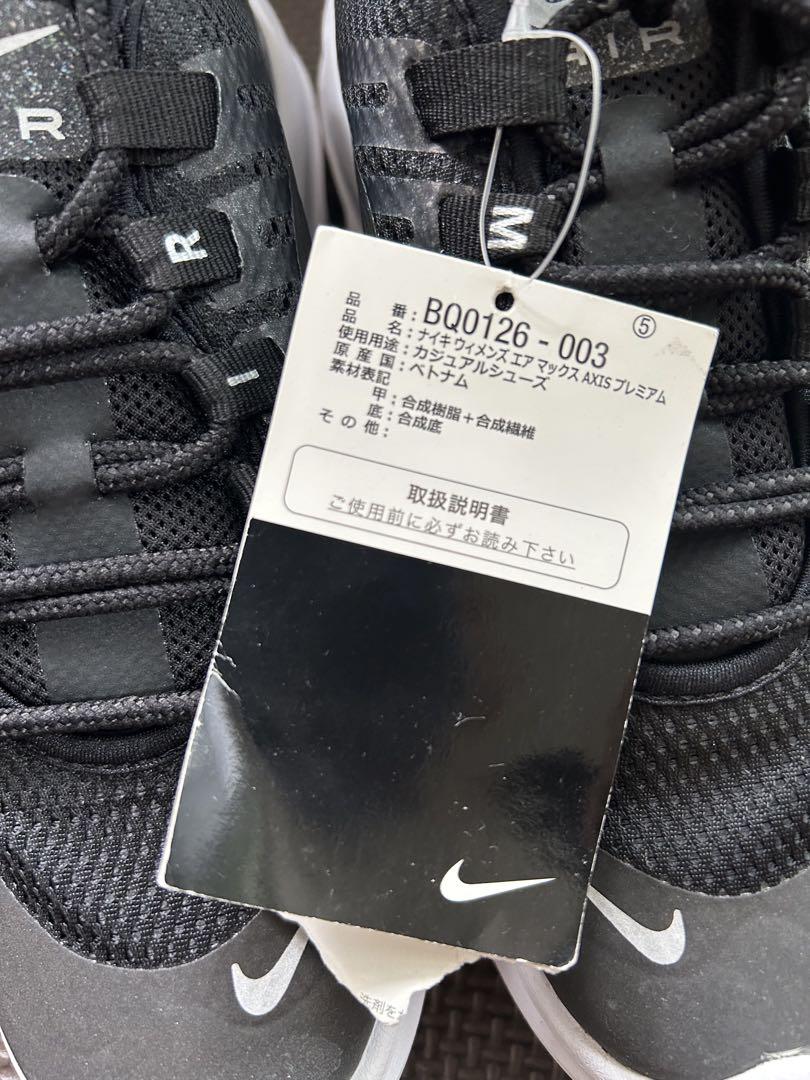 R
AIR
R
I
M
⑤
品番：BQ0126 - 003
品名：ナイキ ウィメンズ エア マックス AXIS プレミアム
使用用途：カジュアルシューズ
原産国：ベトナム
素材表記
甲：合成樹脂＋合成繊維
底：合成底
その他：
取扱説明書
ご使用前に必ずお読み下さい
洗剤を